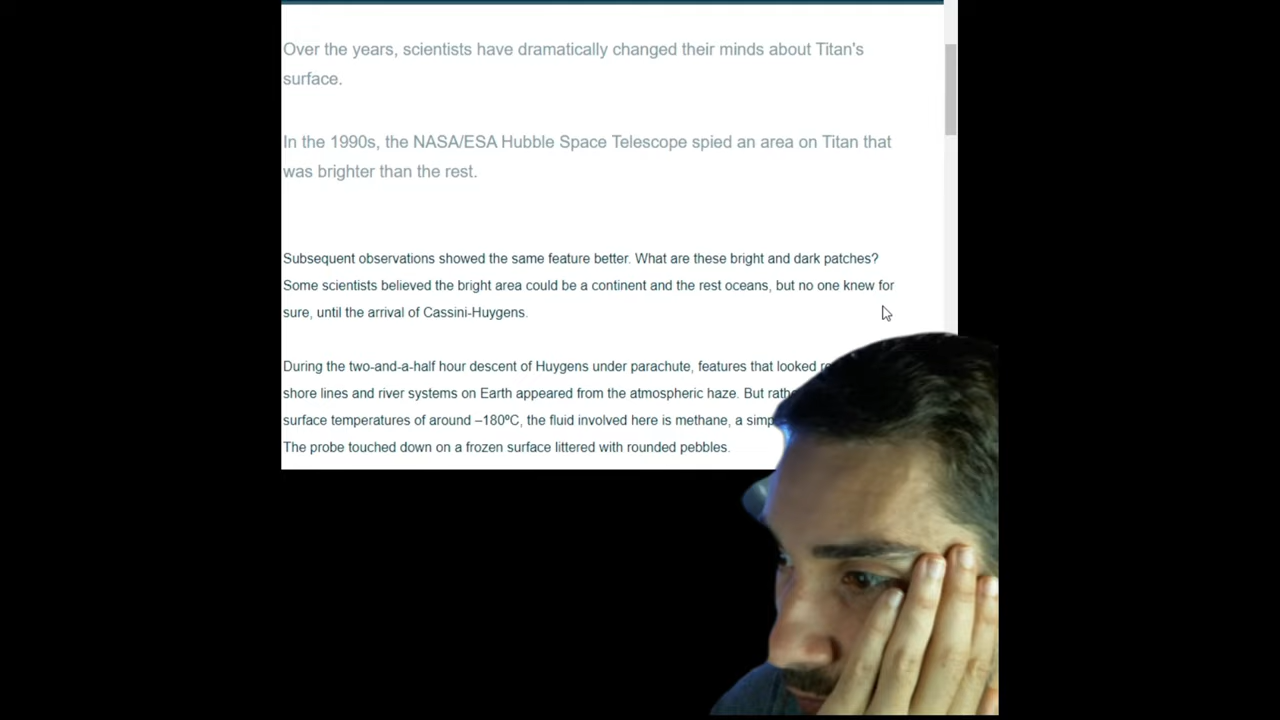 Over the years, scientists have dramatically changed their minds about Titan's
surface.
In the 1990s, the NASA/ESA Hubble Space Telescope spied an area on Titan that
was brighter than the rest.
Subsequent observations showed the same feature better. What are these bright and dark patches?
Some scientists believed the bright area could be a continent and the rest oceans, but no one knew for
sure, until the arrival of Cassini-Huygens.
During the two-and-a-half hour descent of Huygens under parachute, features that looked
shore lines and river systems on Earth appeared from the atmospheric haze. But
surface temperatures of around –180ºC, the fluid involved here is methane, a
The probe touched down on a frozen surface littered with rounded pebbles.